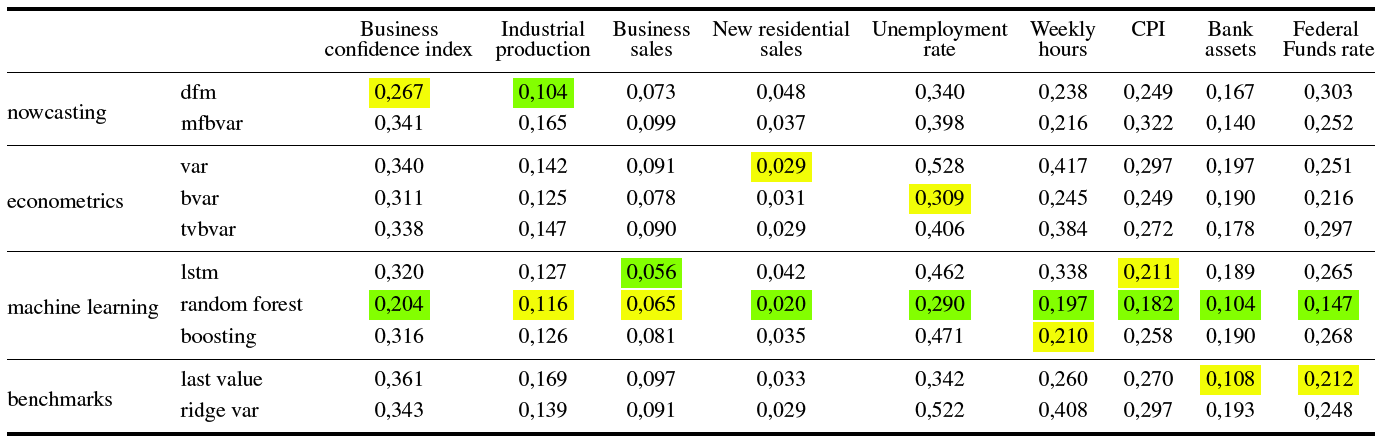 Business confidence index Industrial production Business sales New residential sales Unemployment rate Weekly hours CPI Bank assets Federal Funds rate
nowcasting dfm 0,267 0,104 0,073 0,048 0,340 0,238 0,249 0,167 0,303
mfbvar 0,341 0,165 0,099 0,037 0,398 0,216 0,322 0,140 0,252
econometrics var 0,340 0,142 0,091 0,029 0,528 0,417 0,297 0,197 0,251
bvar 0,311 0,125 0,078 0,031 0,309 0,245 0,249 0,190 0,216
tvbvar 0,338 0,147 0,090 0,029 0,406 0,384 0,272 0,178 0,297
machine learning lstm 0,320 0,127 0,056 0,042 0,462 0,338 0,211 0,189 0,265
random forest 0,204 0,116 0,065 0,020 0,290 0,197 0,182 0,104 0,147
boosting 0,316 0,126 0,081 0,035 0,471 0,210 0,258 0,190 0,268
benchmarks last value 0,361 0,169 0,097 0,033 0,342 0,260 0,270 0,108 0,212
ridge var 0,343 0,139 0,091 0,029 0,522 0,408 0,297 0,193 0,248